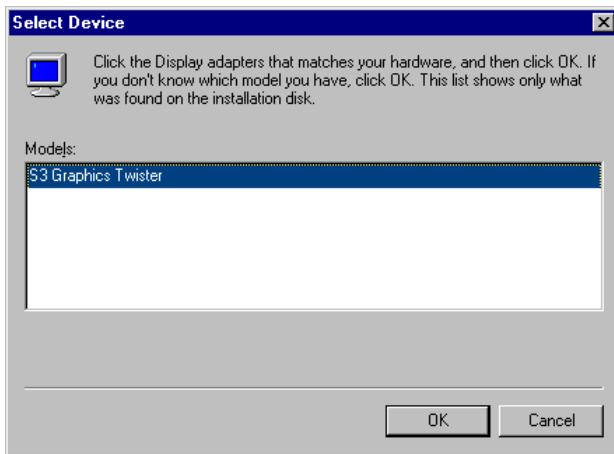 Select Device
Click the Display adapters that matches your hardware, and then click OK. If
you don't know which model you have, click OK. This list shows only what
was found on the installation disk.
Models:
S3 Graphics Twister
OK
Cancel